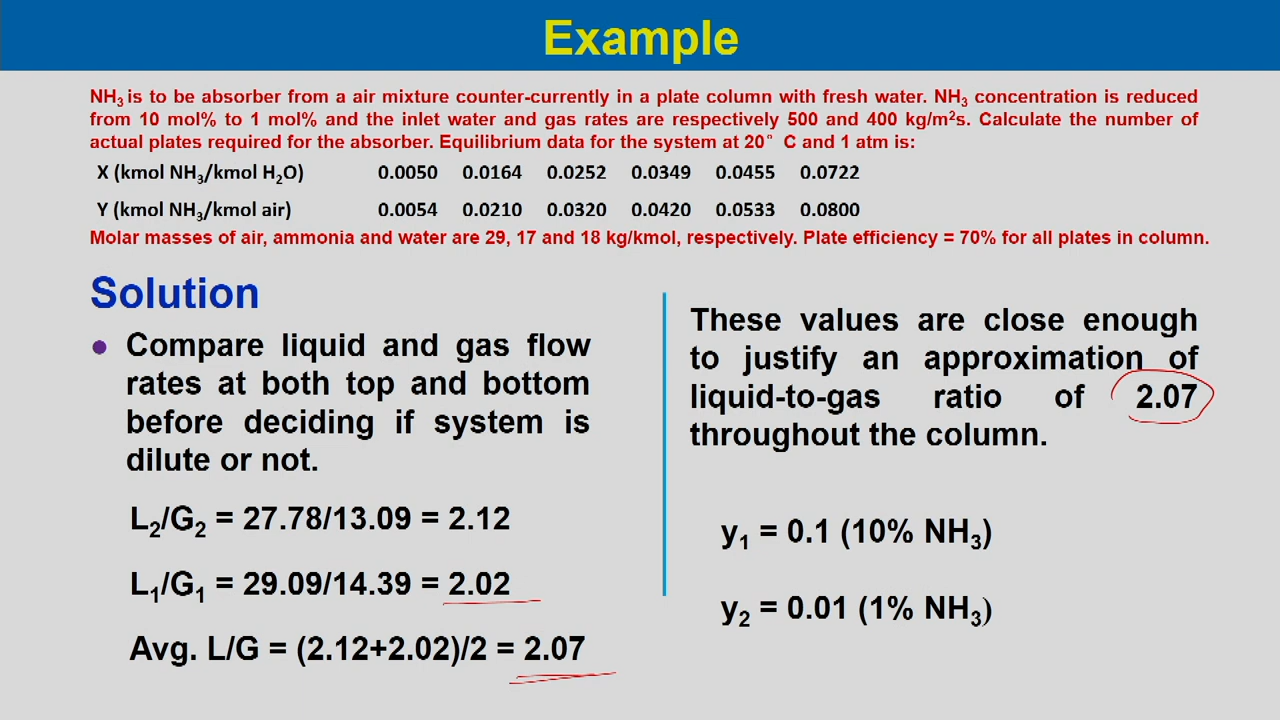 Example
NH₃ is to be absorber from a air mixture counter-currently in a plate column with fresh water. NH₃ concentration is reduced
from 10 mol% to 1 mol% and the inlet water and gas rates are respectively 500 and 400 kg/m²s. Calculate the number of
actual plates required for the absorber. Equilibrium data for the system at 20° C and 1 atm is:
X (kmol NH₃/kmol H₂O) 0.0050 0.0164 0.0252 0.0349 0.0455 0.0722
Y (kmol NH₃/kmol air) 0.0054 0.0210 0.0320 0.0420 0.0533 0.0800
Molar masses of air, ammonia and water are 29, 17 and 18 kg/kmol, respectively. Plate efficiency = 70% for all plates in column.
Solution
• Compare liquid and gas flow
rates at both top and bottom
before deciding if system is
dilute or not.
L₂/G₂ = 27.78/13.09 = 2.12
L₁/G₁ = 29.09/14.39 = 2.02
Avg. L/G = (2.12+2.02)/2 = 2.07
These values are close enough
to justify an approximation of
liquid-to-gas ratio of 2.07
throughout the column.
y₁ = 0.1 (10% NH₃)
y₂ = 0.01 (1% NH₃)